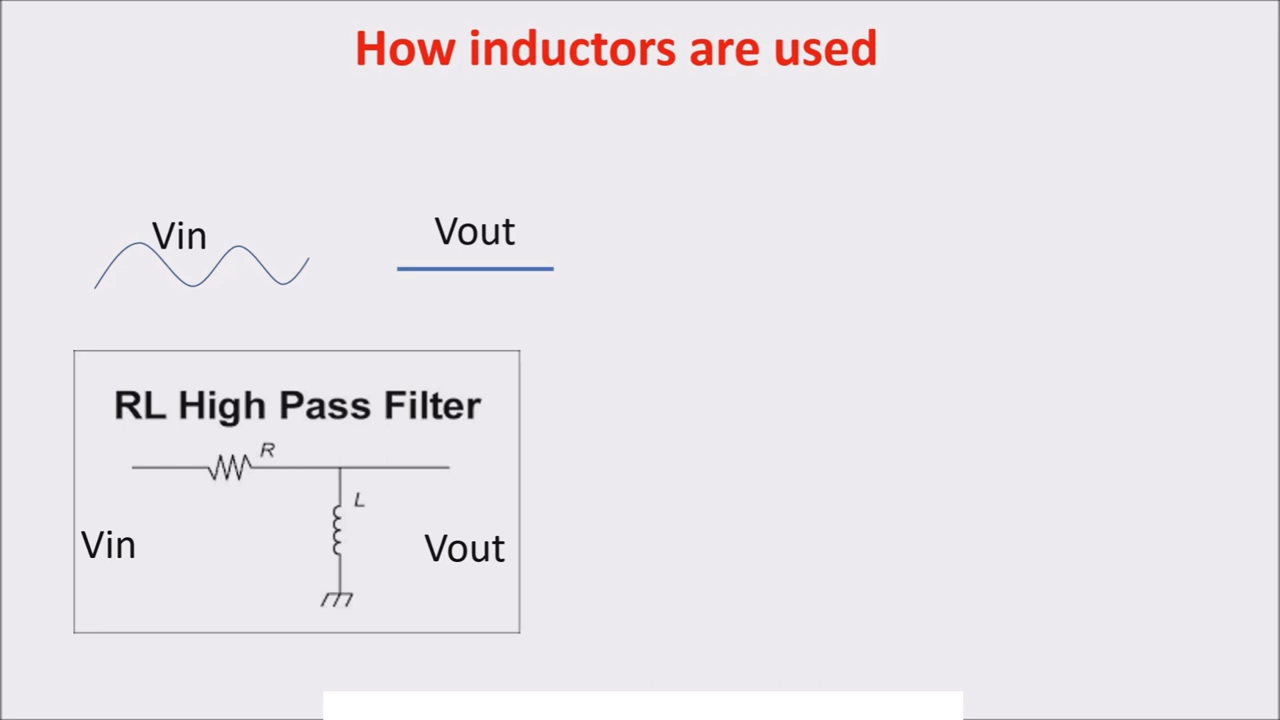 How inductors are used
Vin
Vout
RL High Pass Filter
R
L
Vin
Vout